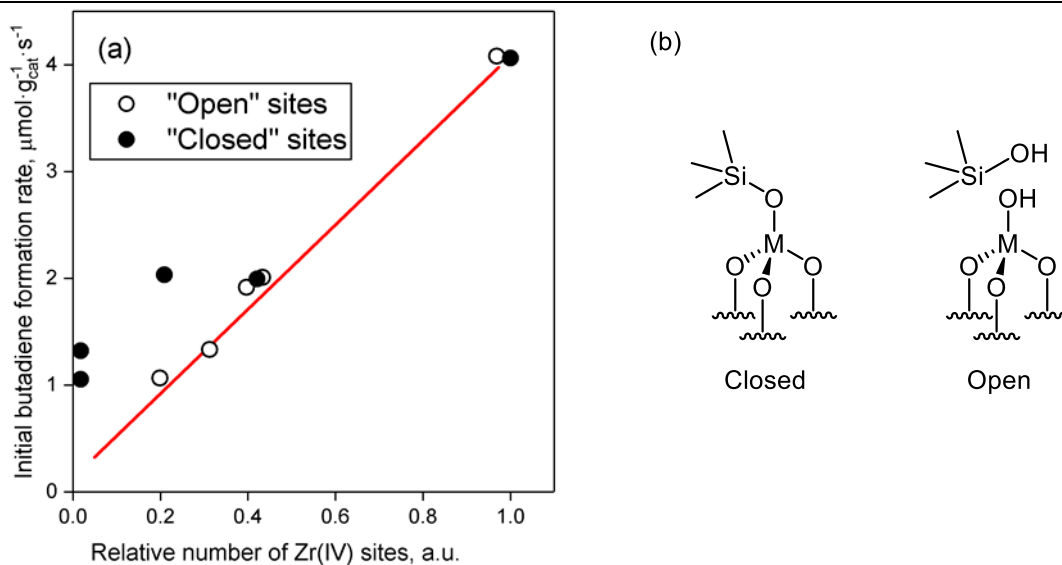 (a)
"Open" sites
"Closed" sites
Initial butadiene formation rate, μmol·g⁻¹cat·s⁻¹
4
3
2
1
0
0.0 0.2 0.4 0.6 0.8 1.0
Relative number of Zr(IV) sites, a.u.
(b)
Si
O
M
O O
O
Closed
OH
Si
OH
M
O O
O
Open